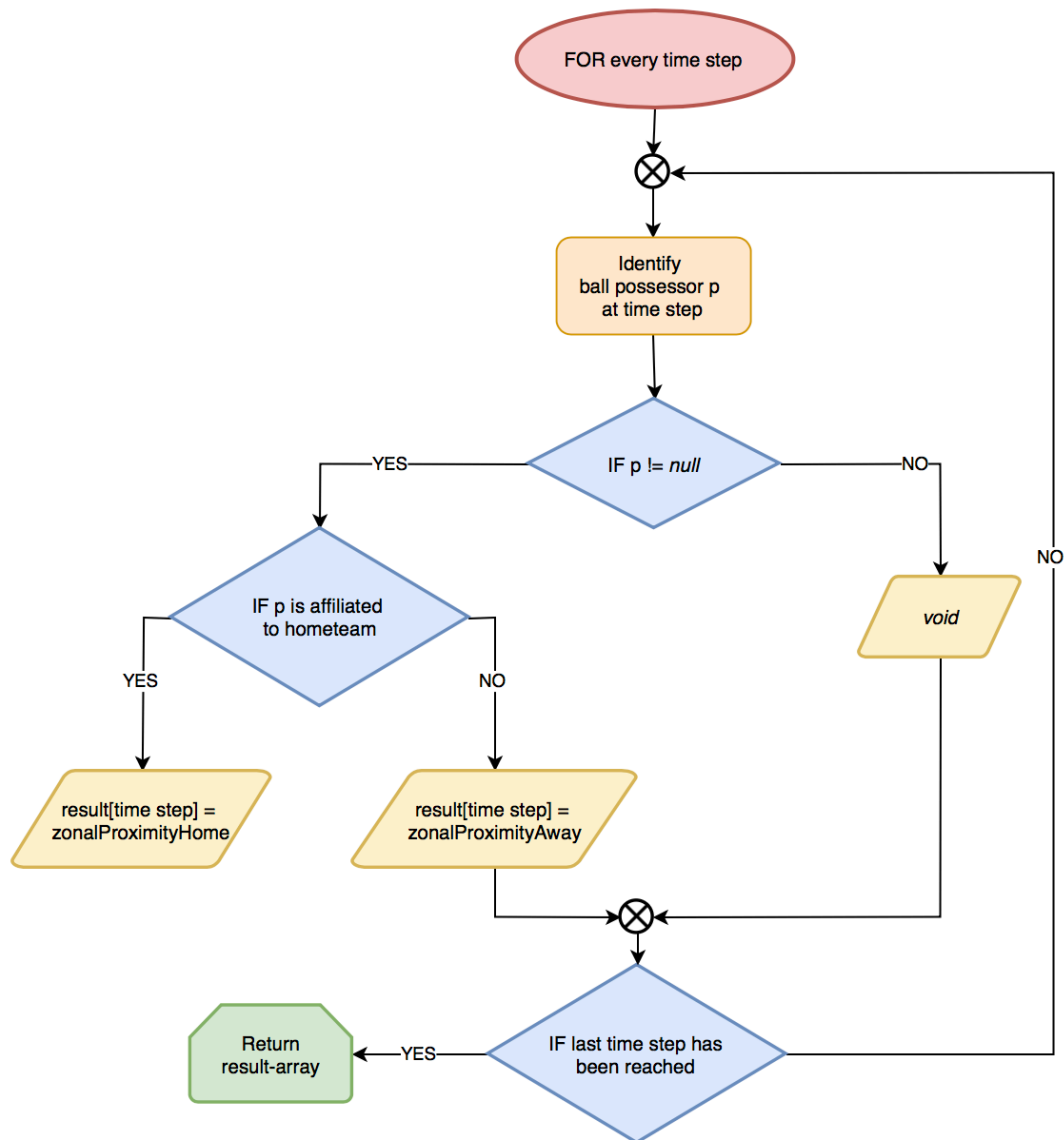 FOR every time step
Identify
ball possessor p
at time step
IF p != null
YES
NO
NO
IF p is affiliated
to hometeam
void
YES
NO
result[time step] =
zonalProximityHome
result[time step] =
zonalProximityAway
IF last time step has
been reached
YES
Return
result-array